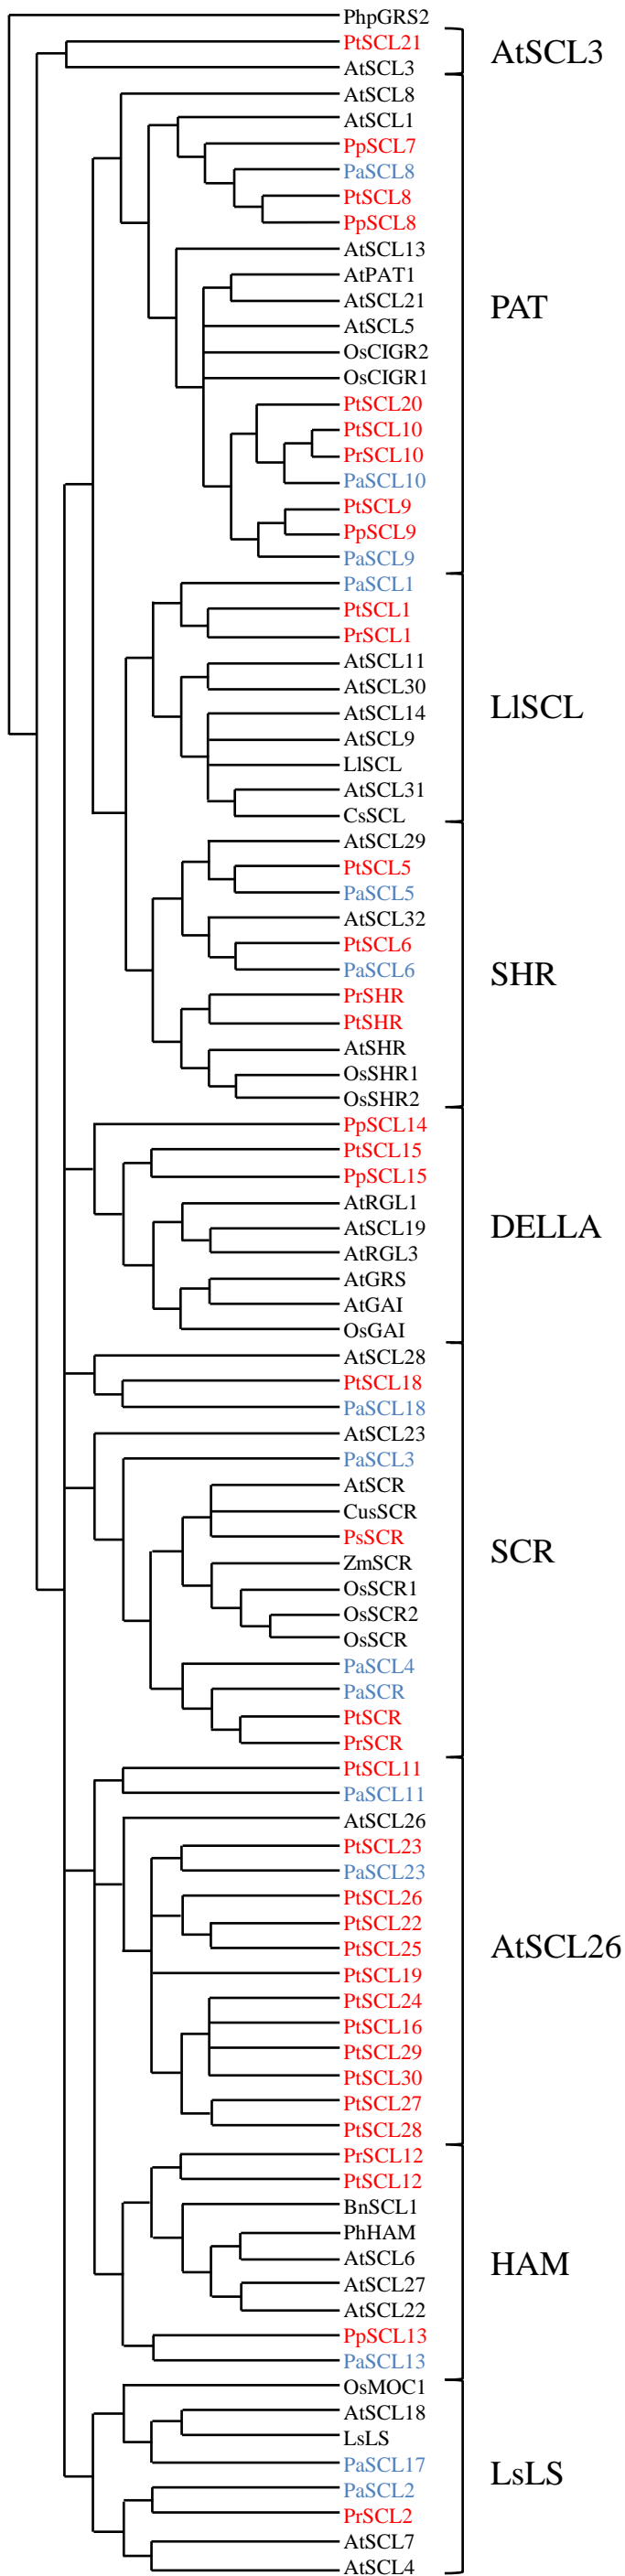 PhpGRS2
PtSCL21
AtSCL3
AtSCL3
AtSCL8
AtSCL1
PpSCL7
PaSCL8
PtSCL8
PpSCL8
AtSCL13
AtPAT1
AtSCL21
PAT
AtSCL5
OsCIGR2
OsCIGR1
PtSCL20
PtSCL10
PrSCL10
PaSCL10
PtSCL9
PpSCL9
PaSCL9
PaSCL1
PtSCL1
PrSCL1
AtSCL11
AtSCL30
LlSCL
AtSCL14
AtSCL9
LlSCL
AtSCL31
CsSCL
AtSCL29
PtSCL5
PaSCL5
AtSCL32
PtSCL6
PaSCL6
SHR
PrSHR
PtSHR
AtSHR
OsSHR1
OsSHR2
PpSCL14
PtSCL15
PpSCL15
AtRGL1
AtSCL19
DELLA
AtRGL3
AtGRS
AtGAI
OsGAI
AtSCL28
PtSCL18
PaSCL18
AtSCL23
PaSCL3
AtSCR
CusSCR
PsSCR
SCR
ZmSCR
OsSCR1
OsSCR2
OsSCR
PaSCL4
PaSCR
PtSCR
PrSCR
PtSCL11
PaSCL11
AtSCL26
PtSCL23
PaSCL23
PtSCL26
PtSCL22
PtSCL25
AtSCL26
PtSCL19
PtSCL24
PtSCL16
PtSCL29
PtSCL30
PtSCL27
PtSCL28
PrSCL12
PtSCL12
BnSCL1
PhHAM
AtSCL6
HAM
AtSCL27
AtSCL22
PpSCL13
PaSCL13
OsMOC1
AtSCL18
LsLS
PaSCL17
LsLS
PaSCL2
PrSCL2
AtSCL7
AtSCL4